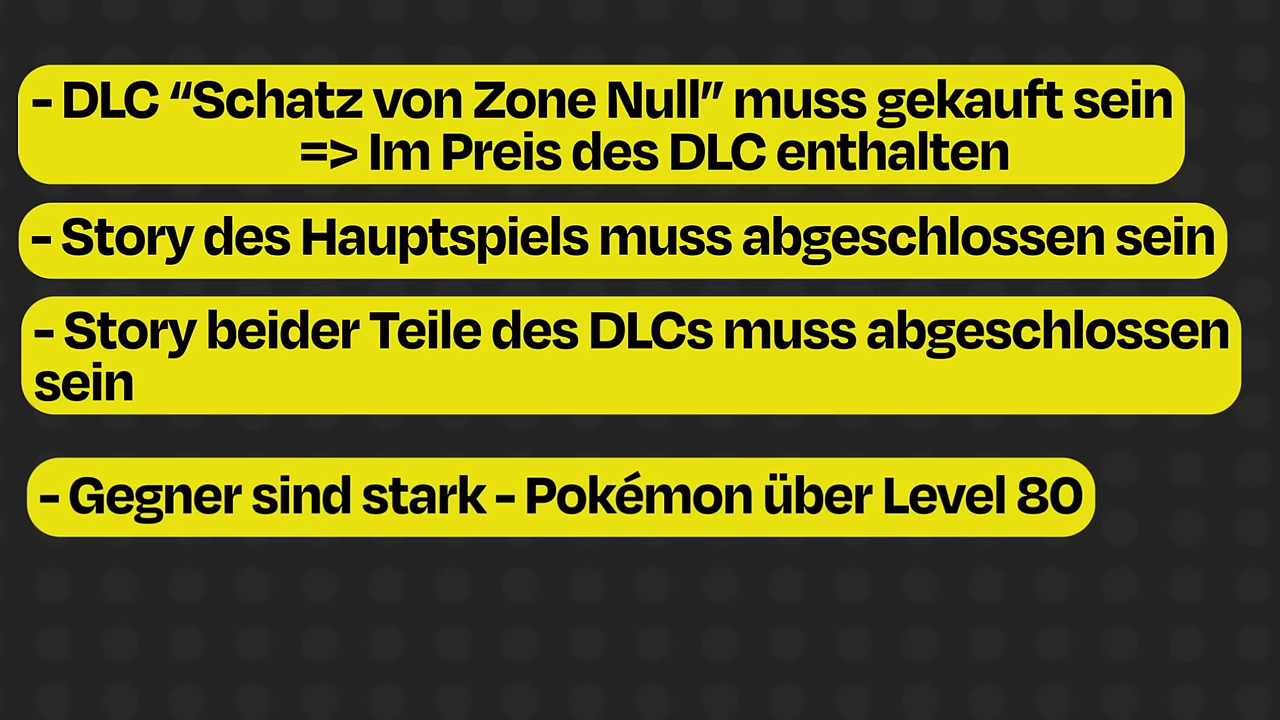 - DLC “Schatz von Zone Null” muss gekauft sein
=> Im Preis des DLC enthalten
- Story des Hauptspiels muss abgeschlossen sein
- Story beider Teile des DLCs muss abgeschlossen
sein
- Gegner sind stark - Pokémon über Level 80